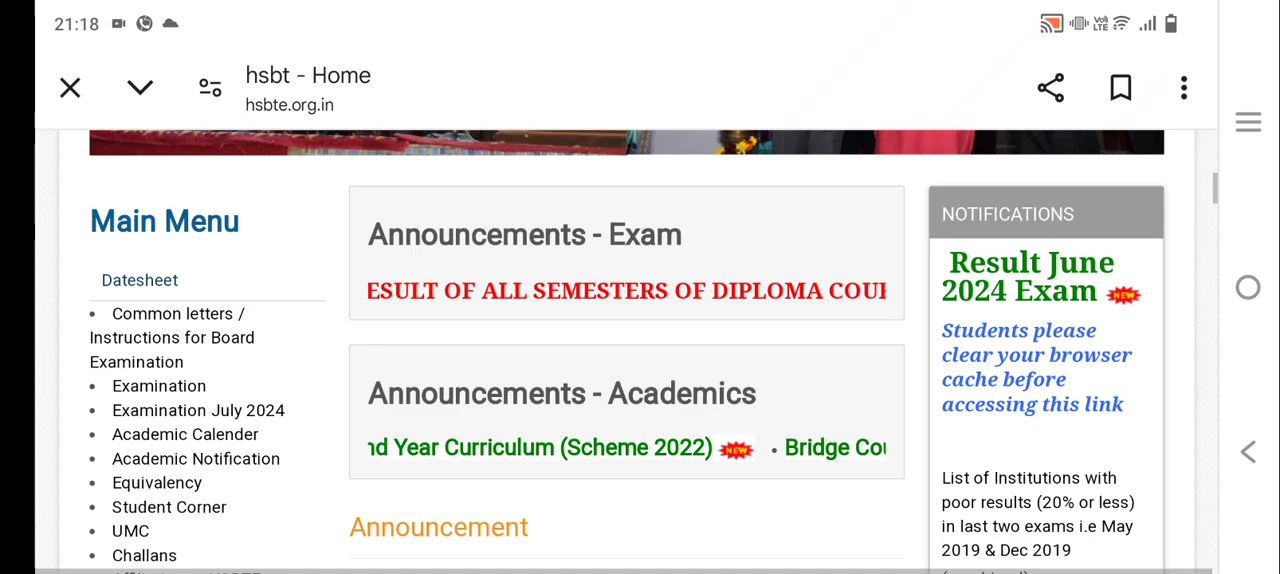 21:18
Vo) LTE
hsbt - Home
hsbte.org.in
Main Menu
Datesheet
Common letters /
Instructions for Board
Examination
Examination
Examination July 2024
Academic Calender
Academic Notification
Equivalency
Student Corner
UMC
Challans
Announcements - Exam
ESULT OF ALL SEMESTERS OF DIPLOMA COU
Announcements - Academics
nd Year Curriculum (Scheme 2022) NEW • Bridge Co
Announcement
NOTIFICATIONS
Result June
2024 Exam NEW
Students please
clear your browser
cache before
accessing this link
List of Institutions with
poor results (20% or less)
in last two exams i.e May
2019 & Dec 2019